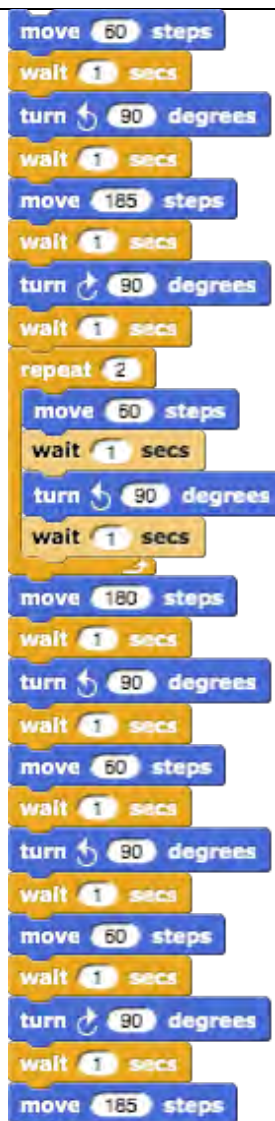 move 60 steps
wait 1 secs
turn 90 degrees
wait 1 secs
move 185 steps
wait 1 secs
turn 90 degrees
wait 1 secs
repeat 2
move 60 steps
wait 1 secs
turn 90 degrees
wait 1 secs
move 180 steps
wait 1 secs
turn 90 degrees
wait 1 secs
move 60 steps
wait 1 secs
turn 90 degrees
wait 1 secs
move 60 steps
wait 1 secs
turn 90 degrees
wait 1 secs
move 185 steps